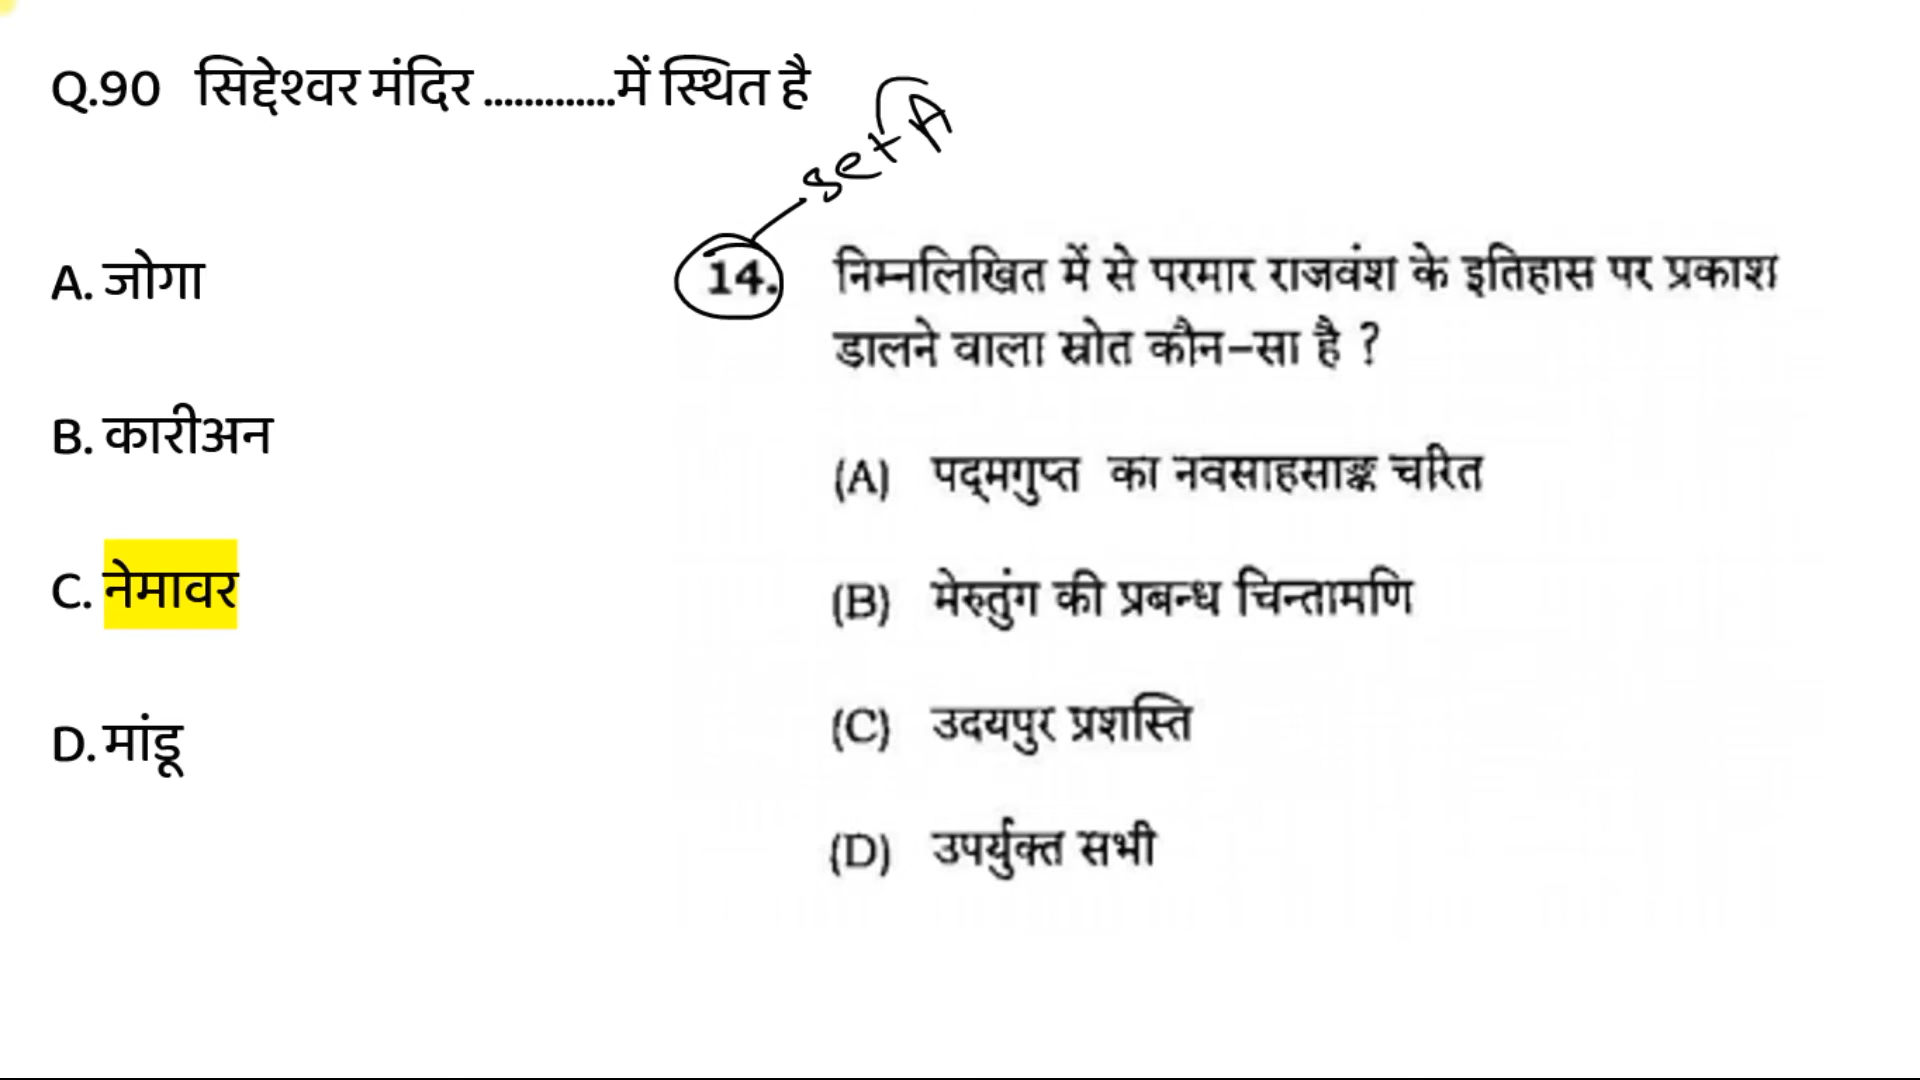 Q.90 सिद्देश्वर मंदिर .............में स्थित है
set A
A. जोगा
B. कारीअन
C. नेमावर
D. मांडू
14. निम्नलिखित में से परमार राजवंश के इतिहास पर प्रकाश
डालने वाला स्रोत कौन-सा है ?
(A) पद्मगुप्त का नवसाहसाङ्क चरित
(B) मेरुतुंग की प्रबन्ध चिन्तामणि
(C) उदयपुर प्रशस्ति
(D) उपर्युक्त सभी